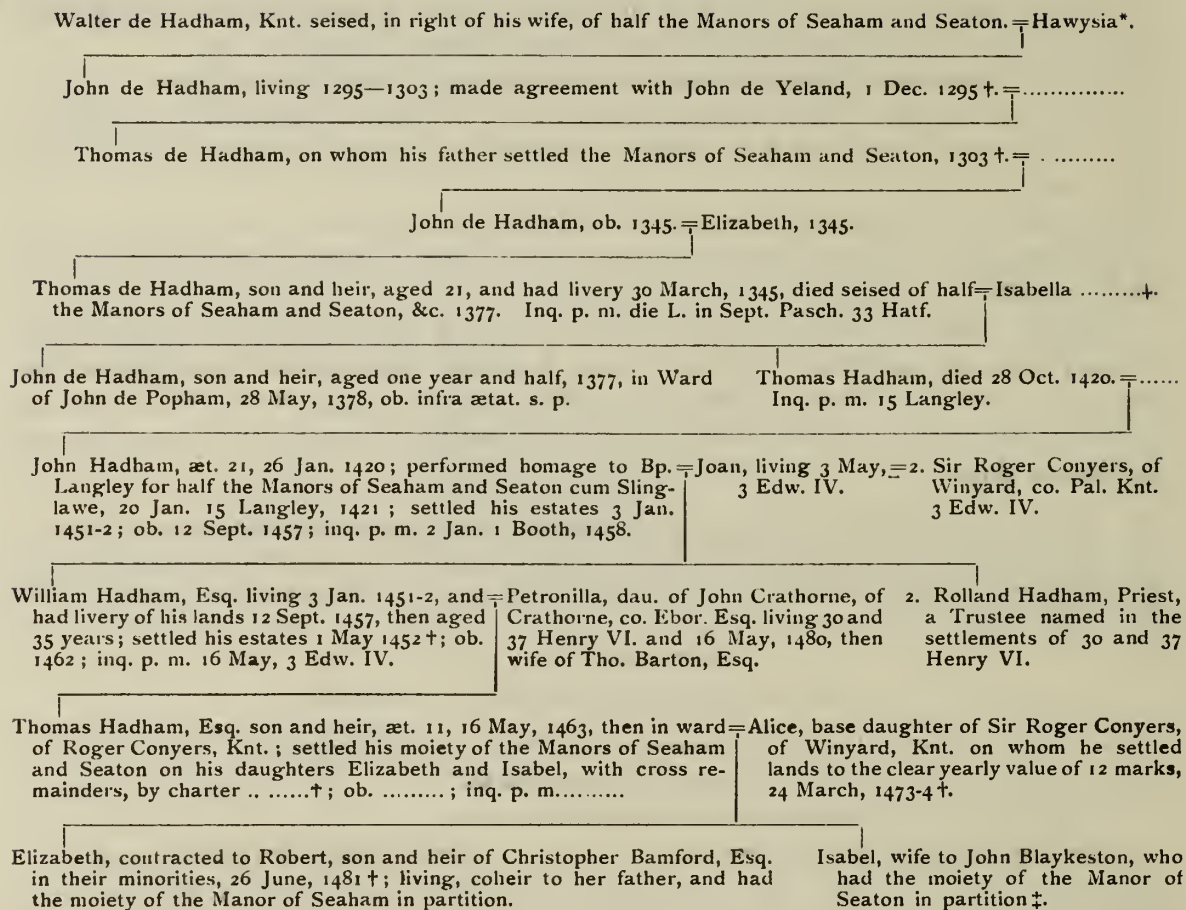 Walter de Hadham, Knt. seised, in right of his wife, of half the Manors of Seaham and Seaton.=Hawysia*.
John de Hadham, living 1295—1303; made agreement with John de Yeland, 1 Dec. 1295 †.=...............
Thomas de Hadham, on whom his father settled the Manors of Seaham and Seaton, 1303 †.= . .........
John de Hadham, ob. 1345.=Elizabeth, 1345.
Thomas de Hadham, son and heir, aged 21, and had livery 30 March, 1345, died seised of half=Isabella .........‡.
the Manors of Seaham and Seaton, &c. 1377. Inq. p. m. die L. in Sept. Pasch. 33 Hatf.
John de Hadham, son and heir, aged one year and half, 1377, in Ward
of John de Popham, 28 May, 1378, ob. infra ætat. s. p.
Thomas Hadham, died 28 Oct. 1420.=......
Inq. p. m. 15 Langley.
John Hadham, æt. 21, 26 Jan. 1420; performed homage to Bp.
Langley for half the Manors of Seaham and Seaton cum Sling-
lawe, 20 Jan. 15 Langley, 1421; settled his estates 3 Jan.
1451-2; ob. 12 Sept. 1457; inq. p. m. 2 Jan. 1 Booth, 1458.
=Joan, living 3 May,
3 Edw. IV.
=2. Sir Roger Conyers, of
Winyard, co. Pal. Knt.
3 Edw. IV.
William Hadham, Esq. living 3 Jan. 1451-2, and
had livery of his lands 12 Sept. 1457, then aged
35 years; settled his estates 1 May 1452 †; ob.
1462; inq. p. m. 16 May, 3 Edw. IV.
=Petronilla, dau. of John Crathorne, of
Crathorne, co. Ebor. Esq. living 30 and
37 Henry VI. and 16 May, 1480, then
wife of Tho. Barton, Esq.
2. Rolland Hadham, Priest,
a Trustee named in the
settlements of 30 and 37
Henry VI.
Thomas Hadham, Esq. son and heir, æt. 11, 16 May, 1463, then in ward
of Roger Conyers, Knt.; settled his moiety of the Manors of Seaham
and Seaton on his daughters Elizabeth and Isabel, with cross re-
mainders, by charter .. ......†; ob. .........; inq. p. m..........
=Alice, base daughter of Sir Roger Conyers,
of Winyard, Knt. on whom he settled
lands to the clear yearly value of 12 marks,
24 March, 1473-4 †.
Elizabeth, contracted to Robert, son and heir of Christopher Bamford, Esq.
in their minorities, 26 June, 1481 †; living, coheir to her father, and had
the moiety of the Manor of Seaham in partition.
Isabel, wife to John Blaykeston, who
had the moiety of the Manor of
Seaton in partition ‡.